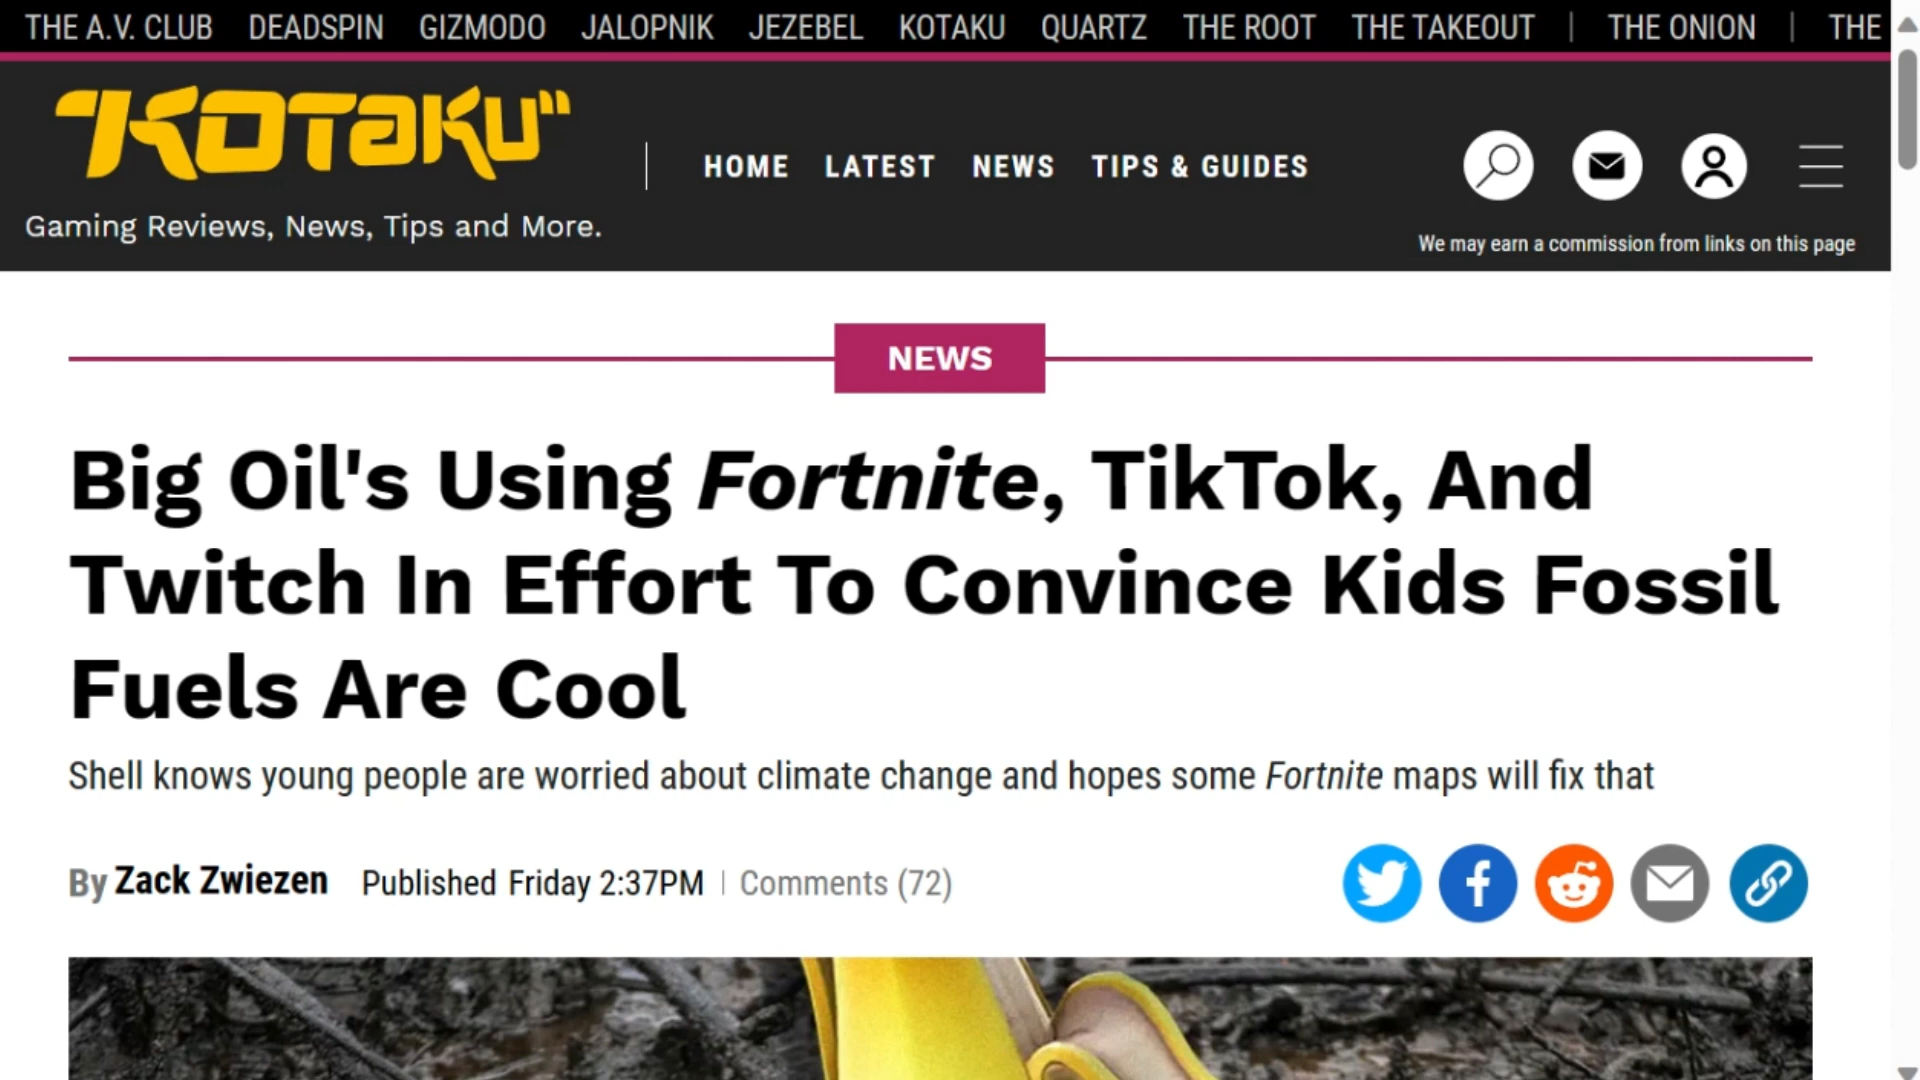 THE A.V. CLUB DEADSPIN GIZMODO JALOPNIK JEZEBEL KOTAKU QUARTZ THE ROOT THE TAKEOUT | THE ONION | THE
KOTAKU
HOME LATEST NEWS TIPS & GUIDES
Gaming Reviews, News, Tips and More.
We may earn a commission from links on this page
NEWS
Big Oil's Using Fortnite, TikTok, And
Twitch In Effort To Convince Kids Fossil
Fuels Are Cool
Shell knows young people are worried about climate change and hopes some Fortnite maps will fix that
By Zack Zwiezen Published Friday 2:37PM | Comments (72)